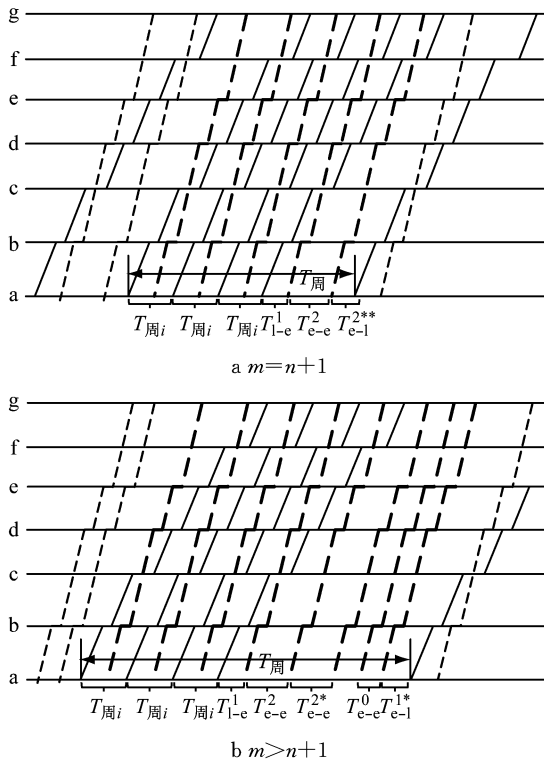 g
f
e
d
c
b
a
T周
T周i T周i T周i T¹l-e T²e-e T²**e-l
a m=n+1
g
f
e
d
c
b
a
T周
T周i T周i T周i T¹l-e T²e-e T²*e-e T⁰e-e T¹*e-l
b m>n+1